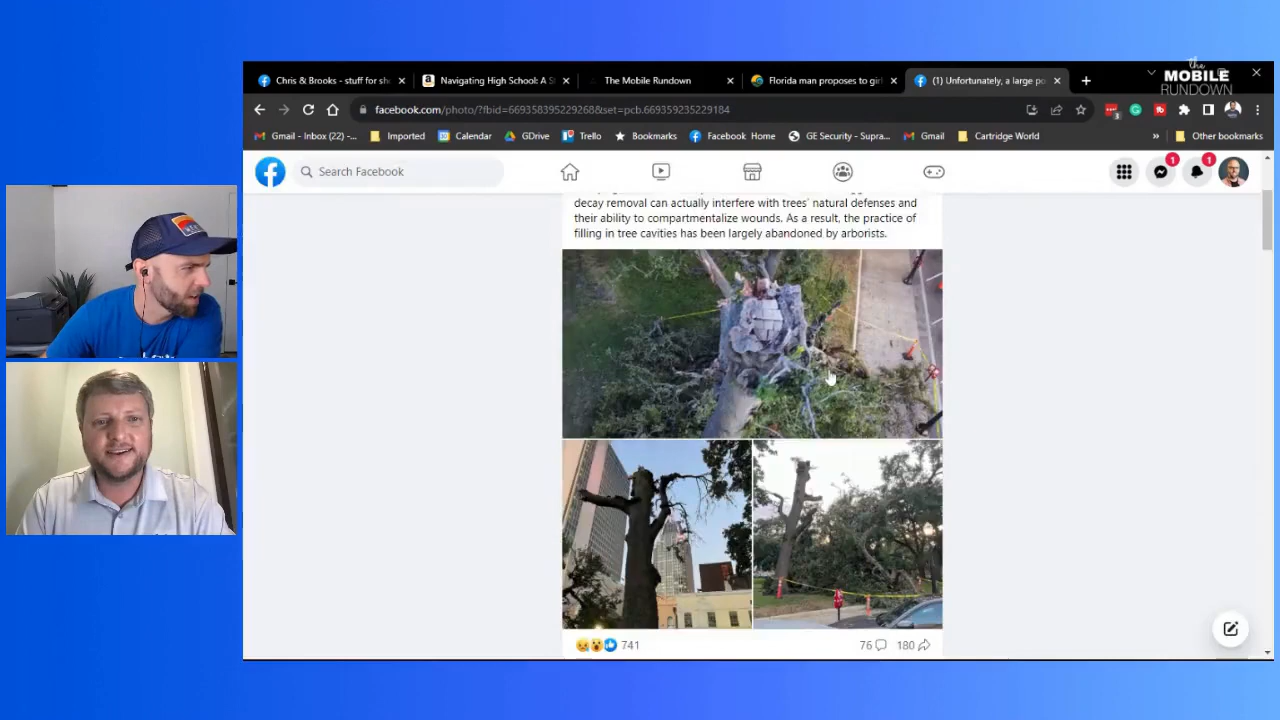 the
MOBILE
RUNDOWN
Chris & Brooks - stuff for sh
Navigating High School: A S
The Mobile Rundown
Florida man proposes to girl
(1) Unfortunately, a large po
facebook.com/photo/?fbid=669358395229268&set=pcb.669359235229184
Gmail - Inbox (22) -...
Imported
Calendar
GDrive
Trello
Bookmarks
Facebook Home
GE Security - Supra...
Gmail
Cartridge World
»
Other bookmarks
Search Facebook
1
1
decay removal can actually interfere with trees' natural defenses and
their ability to compartmentalize wounds. As a result, the practice of
filling in tree cavities has been largely abandoned by arborists.
741
76
180